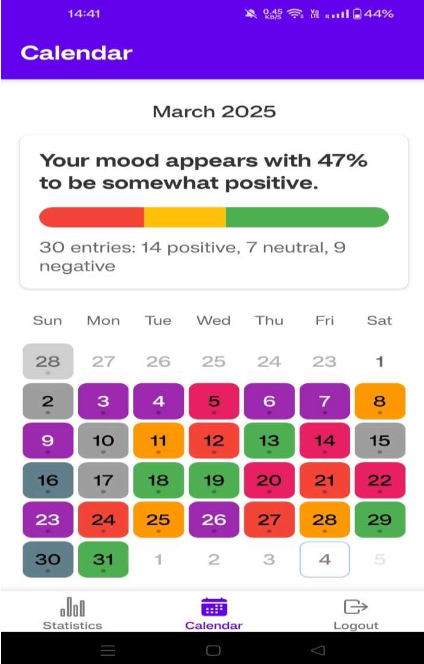 14:41 0.45 KB/S Vo LTE R 44%
Calendar
March 2025
Your mood appears with 47%
to be somewhat positive.
30 entries: 14 positive, 7 neutral, 9
negative
Sun Mon Tue Wed Thu Fri Sat
28 27 26 25 24 23 1
2 3 4 5 6 7 8
9 10 11 12 13 14 15
16 17 18 19 20 21 22
23 24 25 26 27 28 29
30 31 1 2 3 4 5
Statistics Calendar Logout